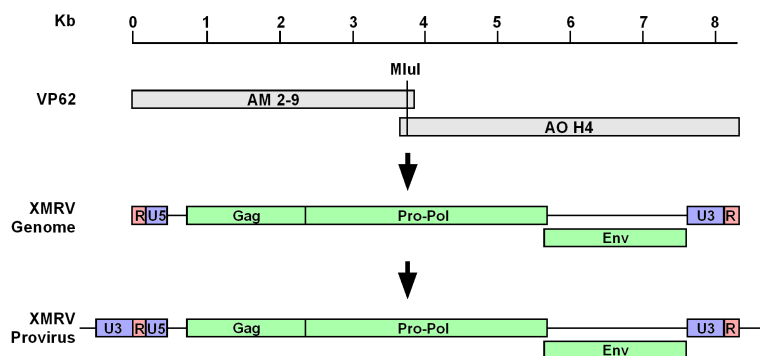 Kb 0 1 2 3 4 5 6 7 8
MluI
VP62 AM 2-9
AO H4
XMRV
Genome
R U5 Gag Pro-Pol U3 R
Env
XMRV
Provirus
U3 R U5 Gag Pro-Pol U3 R
Env